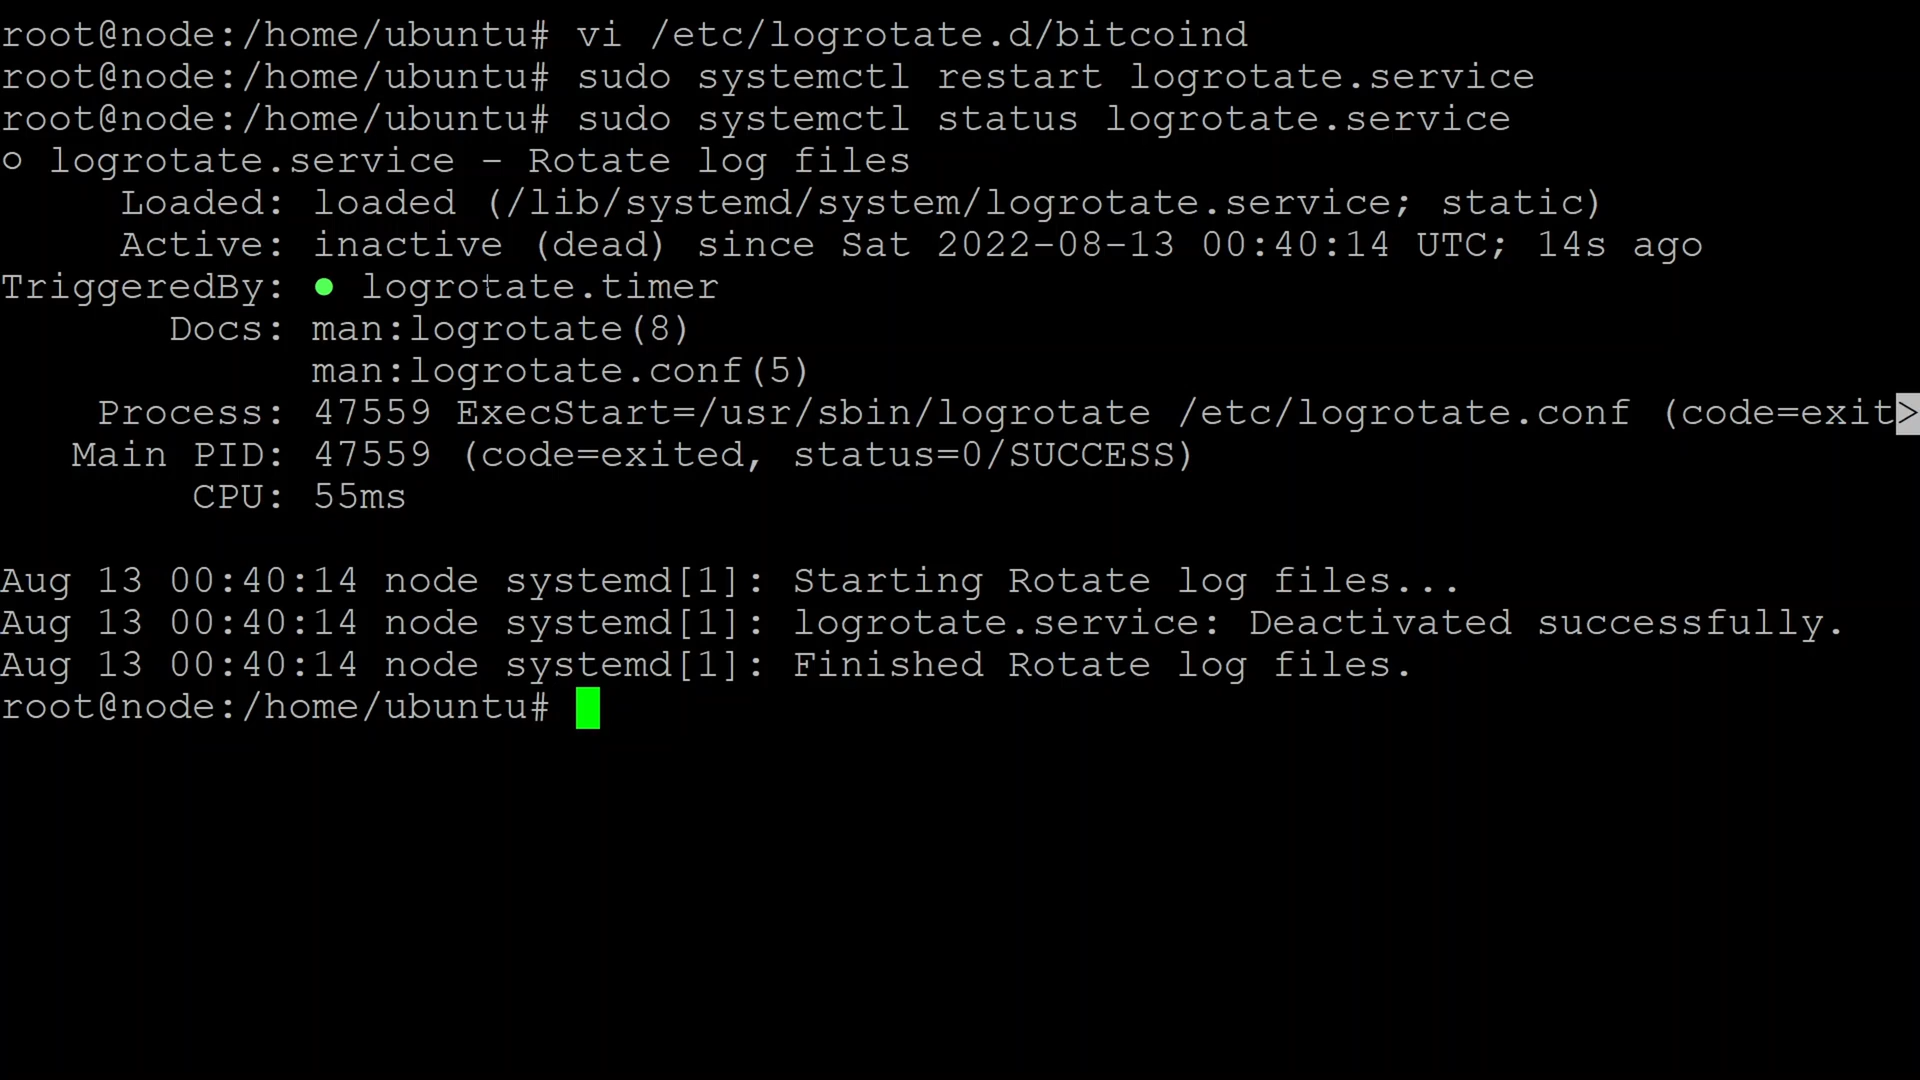 root@node:/home/ubuntu# vi /etc/logrotate.d/bitcoind
root@node:/home/ubuntu# sudo systemctl restart logrotate.service
root@node:/home/ubuntu# sudo systemctl status logrotate.service
○ logrotate.service - Rotate log files
Loaded: loaded (/lib/systemd/system/logrotate.service; static)
Active: inactive (dead) since Sat 2022-08-13 00:40:14 UTC; 14s ago
TriggeredBy: ● logrotate.timer
Docs: man:logrotate(8)
man:logrotate.conf(5)
Process: 47559 ExecStart=/usr/sbin/logrotate /etc/logrotate.conf (code=exit>
Main PID: 47559 (code=exited, status=0/SUCCESS)
CPU: 55ms
Aug 13 00:40:14 node systemd[1]: Starting Rotate log files...
Aug 13 00:40:14 node systemd[1]: logrotate.service: Deactivated successfully.
Aug 13 00:40:14 node systemd[1]: Finished Rotate log files.
root@node:/home/ubuntu#